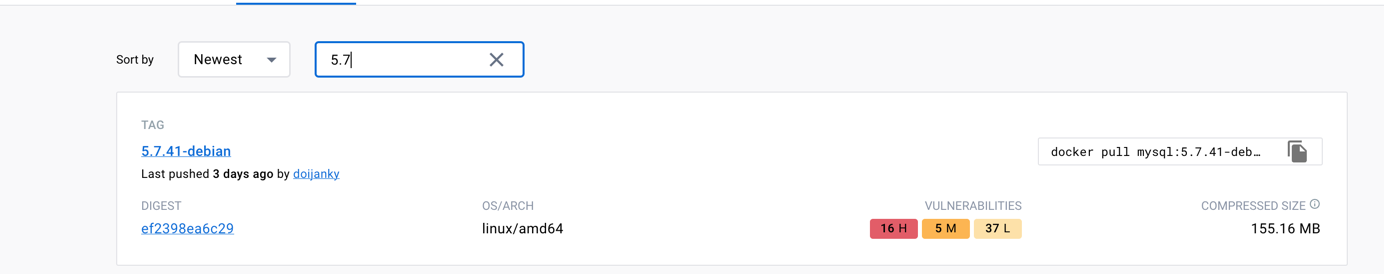 Sort by Newest 5.7
TAG
5.7.41-debian
docker pull mysql:5.7.41-deb…
Last pushed 3 days ago by doijanky
DIGEST OS/ARCH VULNERABILITIES COMPRESSED SIZE
ef2398ea6c29 linux/amd64 16 H 5 M 37 L 155.16 MB